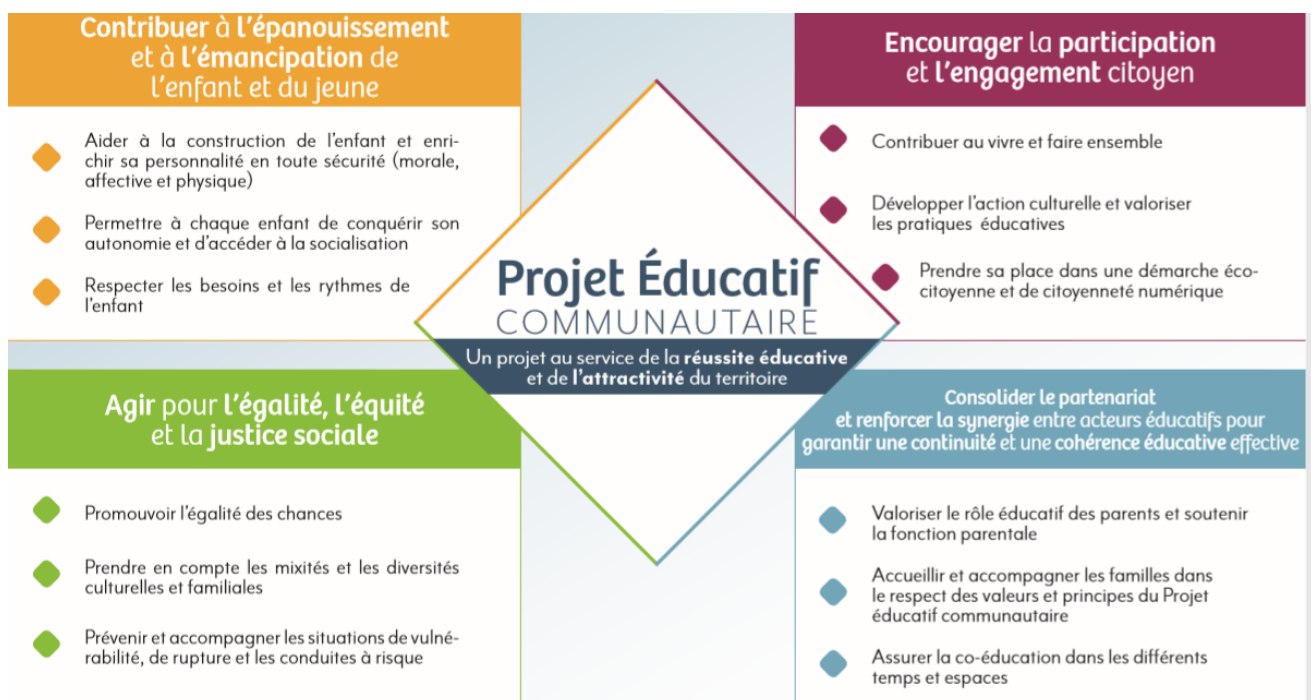 Contribuer à l'épanouissement
et à l'émancipation de
l'enfant et du jeune
Aider à la construction de l'enfant et enri-
chir sa personnalité en toute sécurité (morale,
affective et physique)
Permettre à chaque enfant de conquérir son
autonomie et d'accéder à la socialisation
Respecter les besoins et les rythmes de
l'enfant
Encourager la participation
et l'engagement citoyen
Contribuer au vivre et faire ensemble
Développer l'action culturelle et valoriser
les pratiques éducatives
Prendre sa place dans une démarche éco-
citoyenne et de citoyenneté numérique
Projet Éducatif
COMMUNAUTAIRE
Un projet au service de la réussite éducative
et de l'attractivité du territoire
Agir pour l'égalité, l'équité
et la justice sociale
Promouvoir l'égalité des chances
Prendre en compte les mixités et les diversités
culturelles et familiales
Prévenir et accompagner les situations de vulné-
rabilité, de rupture et les conduites à risque
Consolider le partenariat
et renforcer la synergie entre acteurs éducatifs pour
garantir une continuité et une cohérence éducative effective
Valoriser le rôle éducatif des parents et soutenir
la fonction parentale
Accueillir et accompagner les familles dans
le respect des valeurs et principes du Projet
éducatif communautaire
Assurer la co-éducation dans les différents
temps et espaces